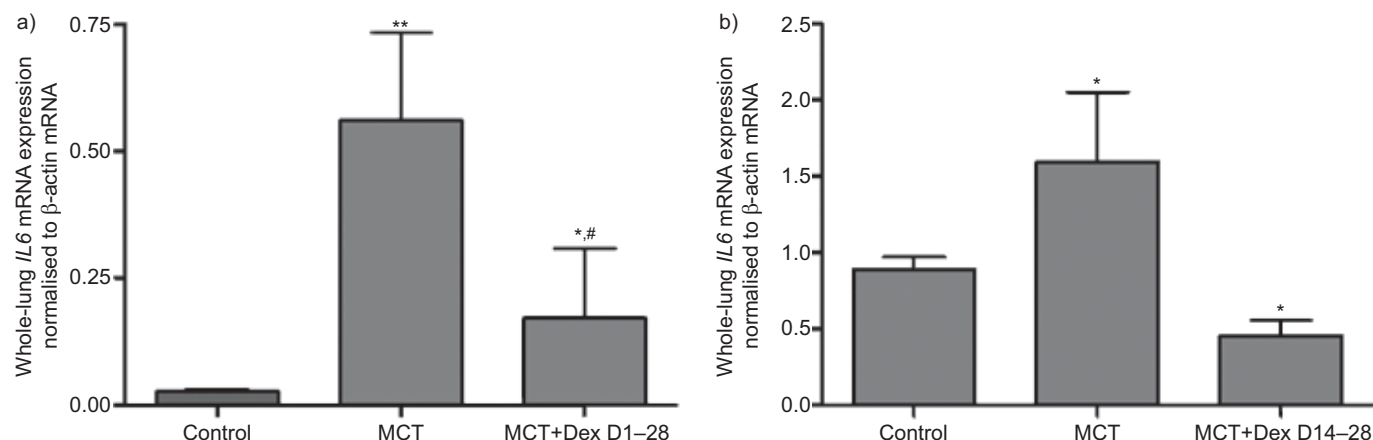 a)
Whole-lung IL6 mRNA expression
normalised to β-actin mRNA
0.75
0.50
0.25
0.00
**
*,#
Control
MCT
MCT+Dex D1–28
b)
Whole-lung IL6 mRNA expression
normalised to β-actin mRNA
2.5
2.0
1.5
1.0
0.5
0.0
*
*
Control
MCT
MCT+Dex D14–28